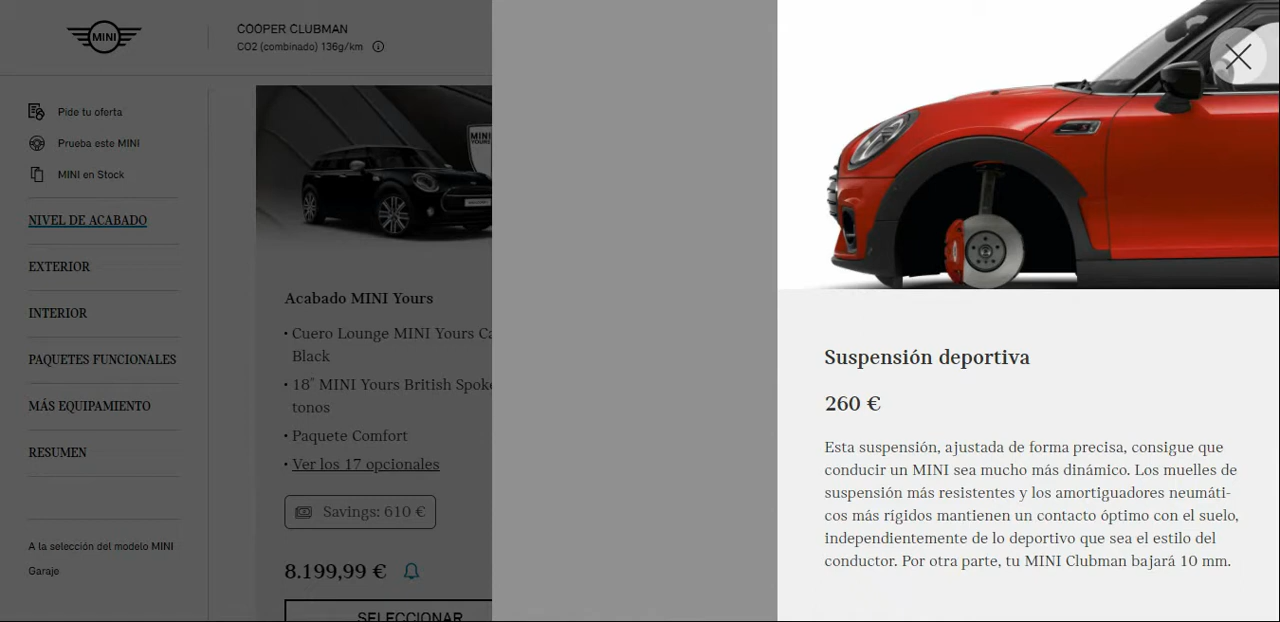 MINI
COOPER CLUBMAN
CO2 (combinado) 136g/km
Pide tu oferta
Prueba este MINI
MINI en Stock
NIVEL DE ACABADO
EXTERIOR
INTERIOR
PAQUETES FUNCIONALES
MÁS EQUIPAMIENTO
RESUMEN
A la selección del modelo MINI
Garaje
MINI
YOURS
Acabado MINI Yours
• Cuero Lounge MINI Yours Ca
Black
• 18" MINI Yours British Spoke
tonos
• Paquete Comfort
• Ver los 17 opcionales
Savings: 610 €
8.199,99 €
SELECCIONAR
Suspensión deportiva
260 €
Esta suspensión, ajustada de forma precisa, consigue que
conducir un MINI sea mucho más dinámico. Los muelles de
suspensión más resistentes y los amortiguadores neumáti-
cos más rígidos mantienen un contacto óptimo con el suelo,
independientemente de lo deportivo que sea el estilo del
conductor. Por otra parte, tu MINI Clubman bajará 10 mm.